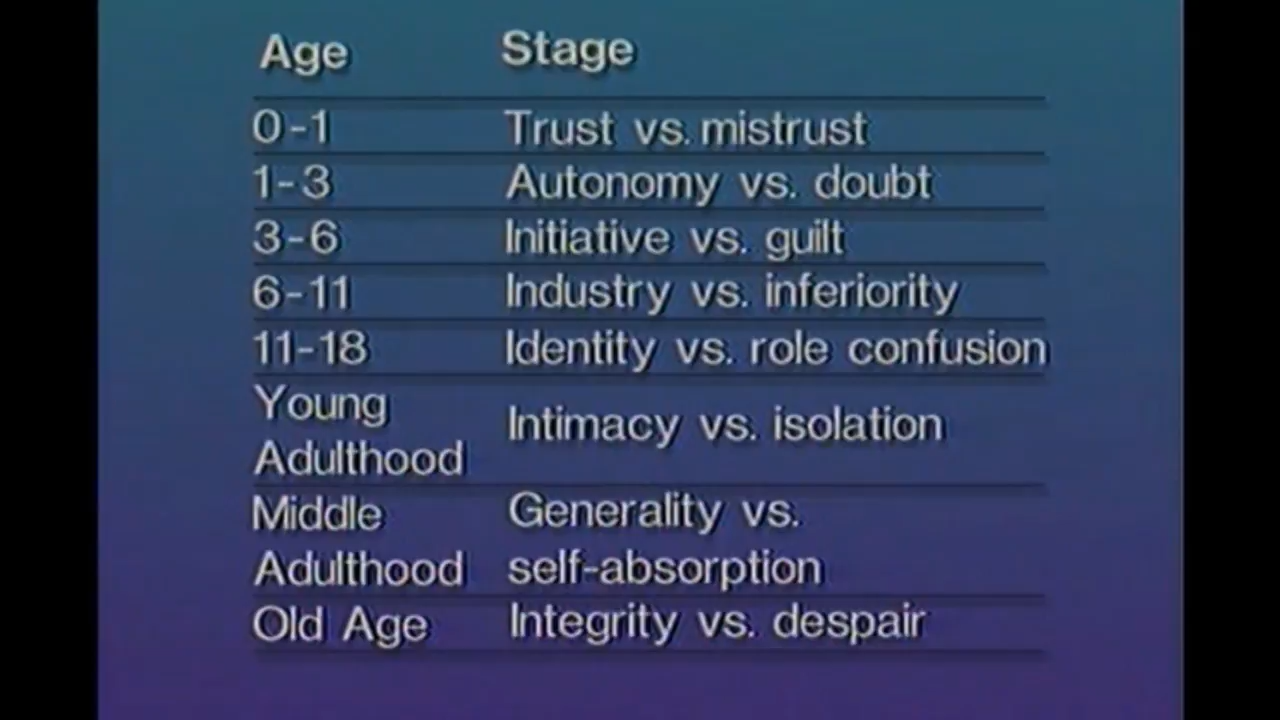 Age Stage
0-1 Trust vs. mistrust
1-3 Autonomy vs. doubt
3-6 Initiative vs. guilt
6-11 Industry vs. inferiority
11-18 Identity vs. role confusion
Young
Adulthood Intimacy vs. isolation
Middle Generality vs.
Adulthood self-absorption
Old Age Integrity vs. despair